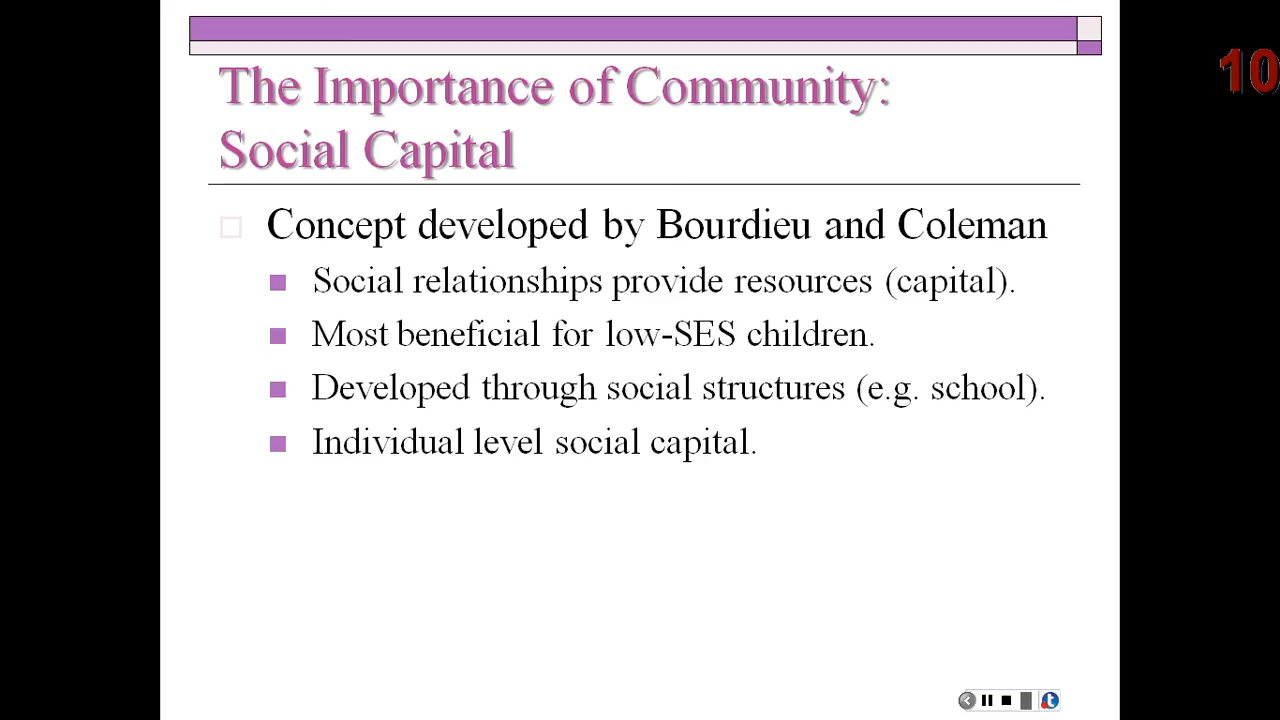 The Importance of Community:
Social Capital
Concept developed by Bourdieu and Coleman
Social relationships provide resources (capital).
Most beneficial for low-SES children.
Developed through social structures (e.g. school).
Individual level social capital.
10
t